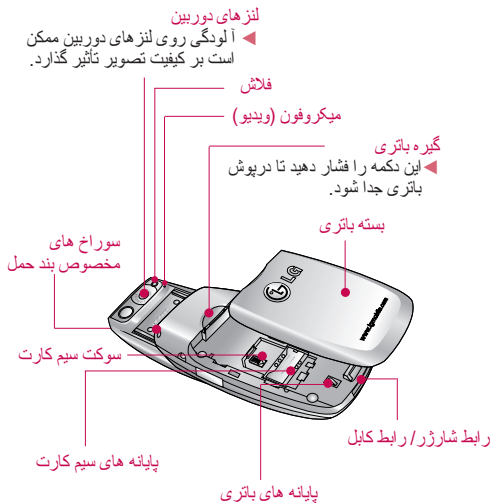 لنزهای دوربین
◀ آلودگی روی لنزهای دوربین ممکن
است بر کیفیت تصویر تأثیر گذارد.
فلاش
میکروفون (ویدیو)
گیره باتری
◀ این دکمه را فشار دهید تا درپوش
باتری جدا شود.
بسته باتری
سوراخ های
مخصوص بند حمل
LG
سوکت سیم کارت
رابط شارژر/ رابط کابل
پایانه های سیم کارت
پایانه های باتری